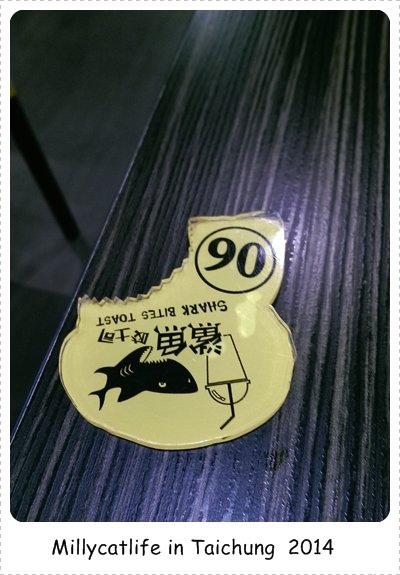 鯊魚咬土司
SHARK BITES TOAST
06
Millycatlife in Taichung 2014